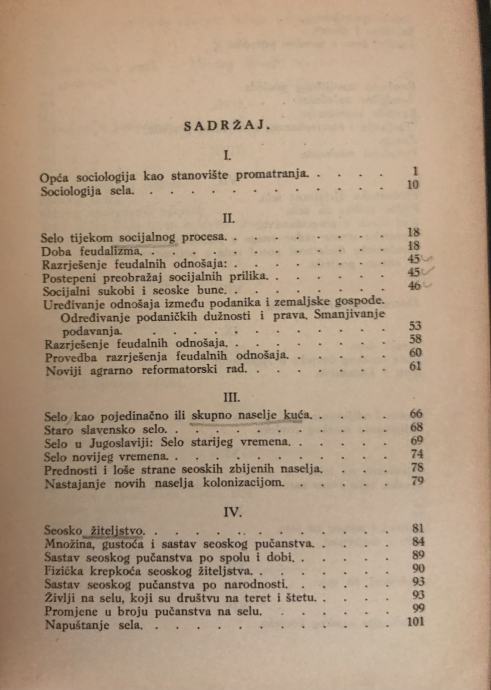 SADRŽAJ.
I.
Opća sociologija kao stanovište promatranja. . . . . 1
Sociologija sela. . . . . . . . . . . . 10
II.
Selo tijekom socijalnog procesa. . . . . . . . 18
Doba feudalizma. . . . . . . . . . . . 18
Razrješenje feudalnih odnošaja: . . . . . . . 45
Postepeni preobražaj socijalnih prilika. . . . . . 45
Socijalni sukobi i seoske bune. . . . . . . . 46
Uređivanje odnošaja između podanika i zemaljske gospode.
Određivanje podaničkih dužnosti i prava. Smanjivanje
podavanja. . . . . . . . . . . . 53
Razrješenje feudalnih odnošaja. . . . . . . . 58
Provedba razrješenja feudalnih odnošaja. . . . . . 60
Noviji agrarno reformatorski rad. . . . . . . . 61
III.
Selo kao pojedinačno ili skupno naselje kuća. . . . . 66
Staro slavensko selo. . . . . . . . . . . 68
Selo u Jugoslaviji: Selo starijeg vremena. . . . . . 69
Selo novijeg vremena. . . . . . . . . . . 74
Prednosti i loše strane seoskih zbijenih naselja. . . . 78
Nastajanje novih naselja kolonizacijom. . . . . . 79
IV.
Seosko žiteljstvo. . . . . . . . . . . . 81
Množina, gustoća i sastav seoskog pučanstva. . . . . 84
Sastav seoskog pučanstva po spolu i dobi. . . . . . 89
Fizička krepkoća seoskog žiteljstva. . . . . . . 90
Sastav seoskog pučanstva po narodnosti. . . . . . 93
Življi na selu, koji su društvu na teret i štetu. . . . . 93
Promjene u broju pučanstva na selu. . . . . . . 99
Napuštanje sela. . . . . . . . . . . . 101